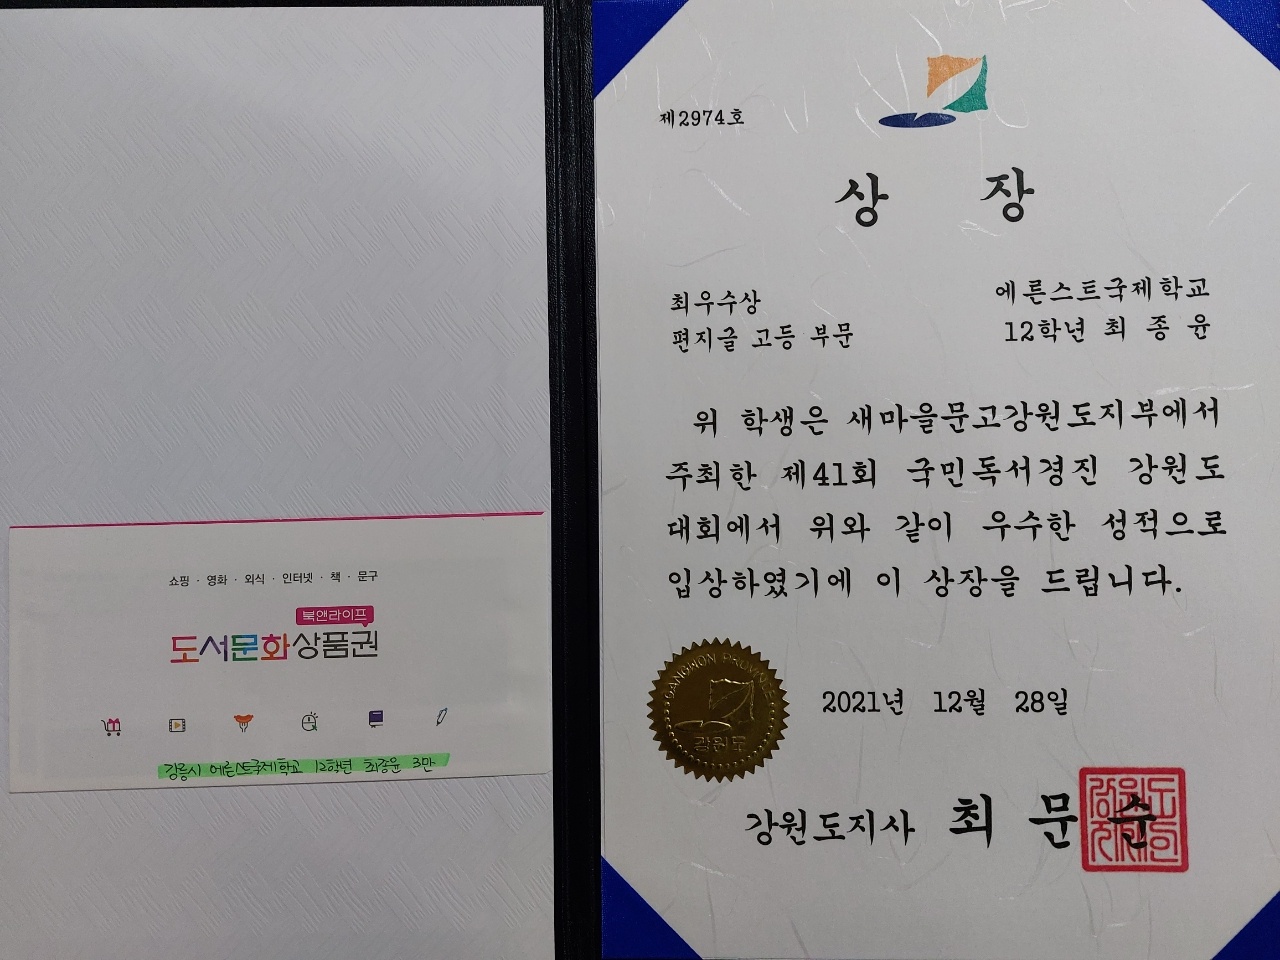 쇼핑 · 영화 · 외식 · 인터넷 · 책 · 문구
북앤라이프
도서문화상품권
강릉시 에른스트국제학교 12학년 최종윤 3만
제2974호
상 장
최우수상
편지글 고등 부문
에른스트국제학교
12학년 최 종 윤
위 학생은 새마을문고강원도지부에서
주최한 제41회 국민독서경진 강원도
대회에서 위와 같이 우수한 성적으로
입상하였기에 이 상장을 드립니다.
GANGWON PROVINCE
강원도
2021년 12월 28일
강원도지사 최 문 순